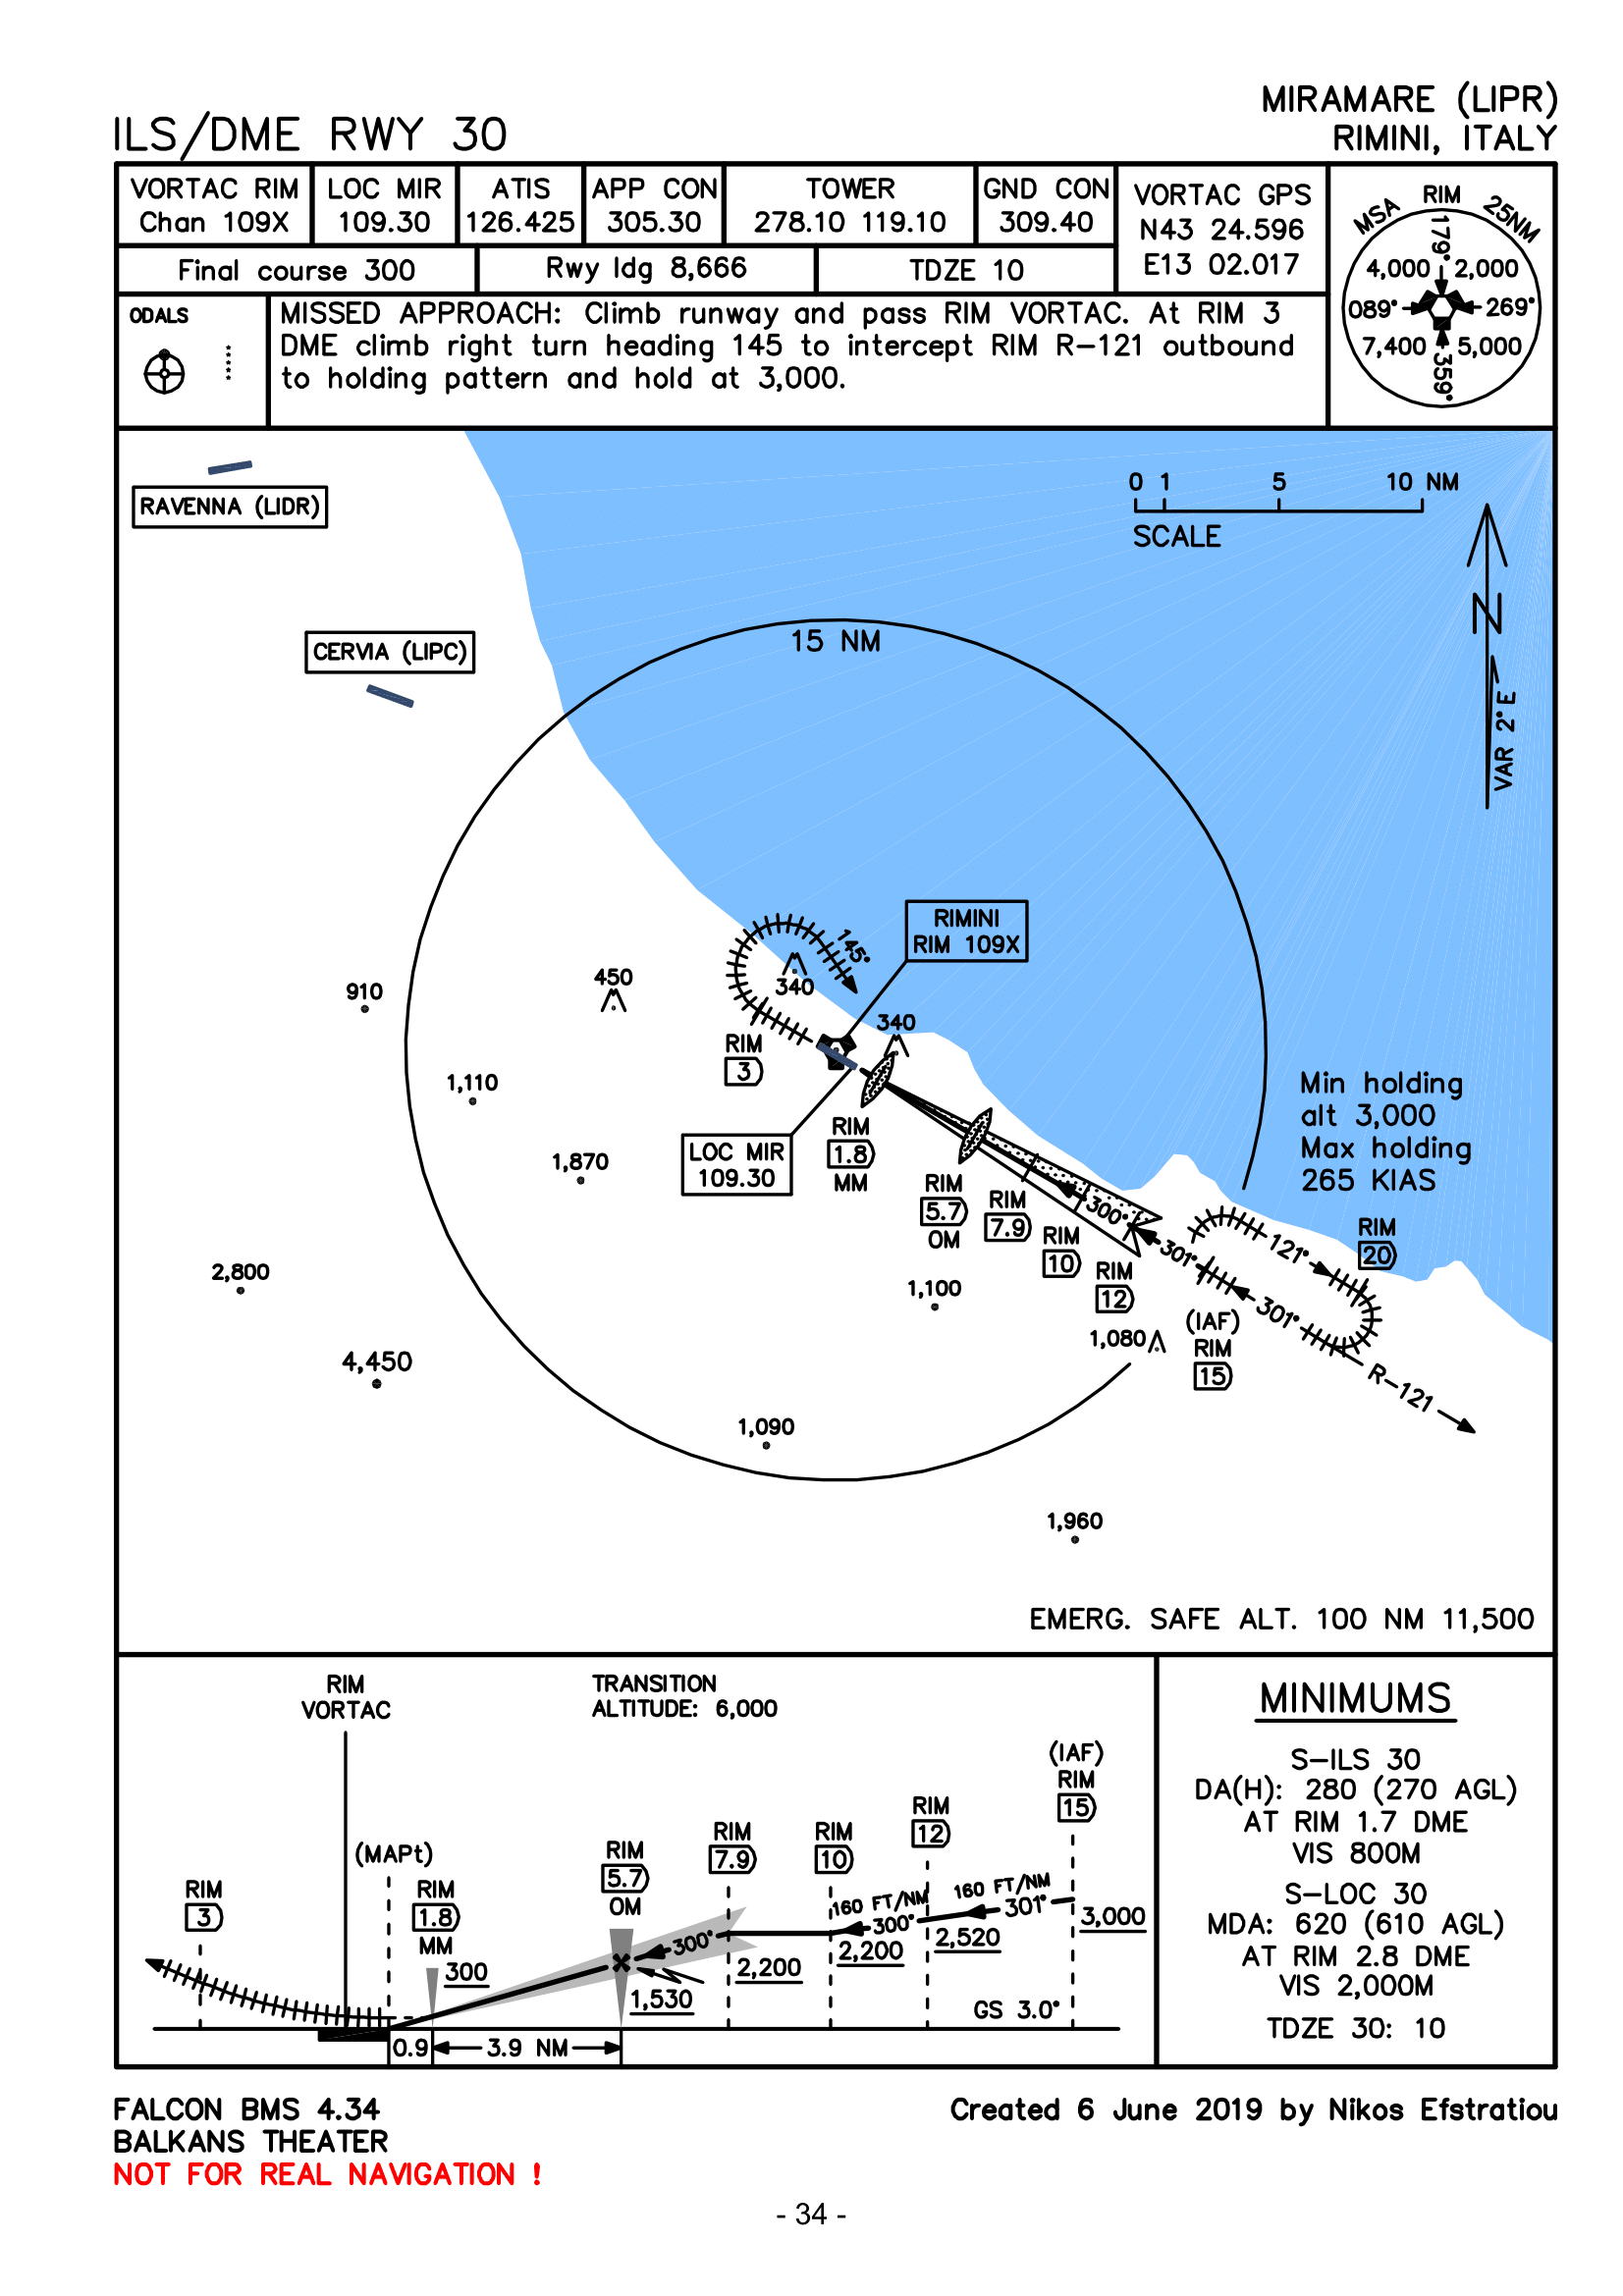 MIRAMARE (LIPR)
ILS/DME RWY 30
RIMINI, ITALY
VORTAC RIM
Chan 109X
LOC MIR
109.30
ATIS
126.425
APP CON
305.30
TOWER
278.10 119.10
GND CON
309.40
VORTAC GPS
N43 24.596
E13 02.017
Final course 300
Rwy ldg 8,666
TDZE 10
MSA RIM 25NM
179°
4,000 2,000
089° 269°
7,400 5,000
359°
ODALS
MISSED APPROACH: Climb runway and pass RIM VORTAC. At RIM 3
DME climb right turn heading 145 to intercept RIM R-121 outbound
to holding pattern and hold at 3,000.
RAVENNA (LIDR)
0 1 5 10 NM
SCALE
N
VAR 2°E
CERVIA (LIPC)
15 NM
RIMINI
RIM 109X
145°
340
450
910
340
RIM
3
1,110
LOC MIR
109.30
RIM
1.8
MM
1,870
RIM
5.7
OM
RIM
7.9
RIM
10
RIM
12
300°
301°
121°
301°
RIM
20
Min holding
alt 3,000
Max holding
265 KIAS
2,800
1,100
1,080
(IAF)
RIM
15
R-121
4,450
1,090
1,960
EMERG. SAFE ALT. 100 NM 11,500
RIM
VORTAC
TRANSITION
ALTITUDE: 6,000
(MAPt)
RIM
3
RIM
1.8
MM
300
RIM
5.7
OM
1,530
300°
RIM
7.9
2,200
RIM
10
2,200
160 FT/NM
300°
RIM
12
2,520
160 FT/NM
301°
(IAF)
RIM
15
3,000
GS 3.0°
0.9
3.9 NM
MINIMUMS
S-ILS 30
DA(H): 280 (270 AGL)
AT RIM 1.7 DME
VIS 800M
S-LOC 30
MDA: 620 (610 AGL)
AT RIM 2.8 DME
VIS 2,000M
TDZE 30: 10
FALCON BMS 4.34
BALKANS THEATER
NOT FOR REAL NAVIGATION !
Created 6 June 2019 by Nikos Efstratiou
- 34 -